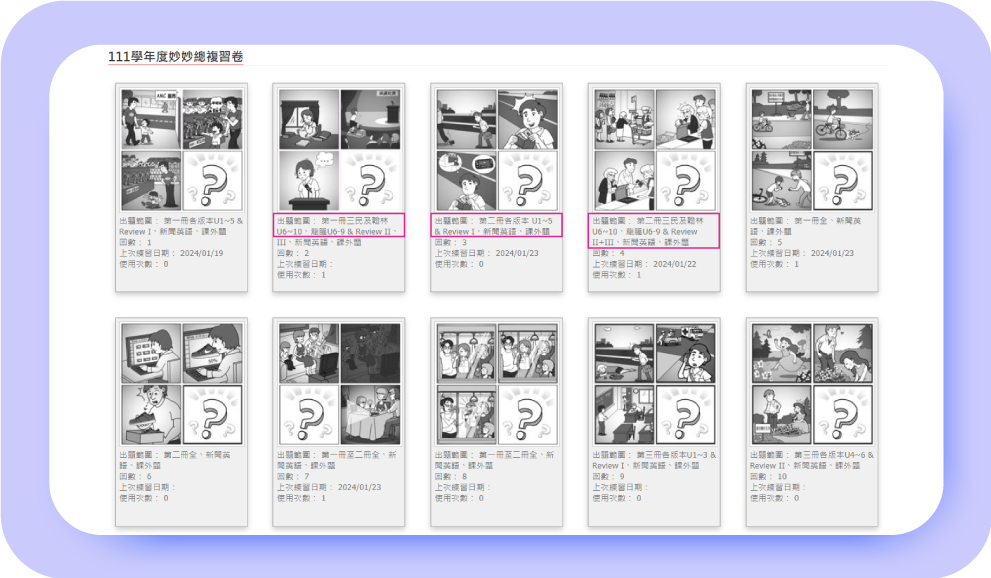 111學年度妙妙總複習卷
出題範圍： 第一冊各版本U1~5 &
Review I、新聞英語、課外題
回數： 1
上次練習日期： 2024/01/19
使用次數： 0
出題範圍： 第一冊三民及翰林
U6~10、龍騰U6-9 & Review II、
III、新聞英語、課外題
回數： 2
上次練習日期：
使用次數： 1
出題範圍： 第二冊各版本 U1~5
& Review I、新聞英語、課外題
回數： 3
上次練習日期： 2024/01/23
使用次數： 0
出題範圍： 第二冊三民及翰林
U6~10、龍騰U6-9 & Review
II+III、新聞英語、課外題
回數： 4
上次練習日期： 2024/01/22
使用次數： 1
出題範圍： 第一冊全、新聞英
語、課外題
回數： 5
上次練習日期： 2024/01/23
使用次數： 1
出題範圍： 第二冊全、新聞英
語、課外題
回數： 6
上次練習日期：
使用次數： 0
出題範圍： 第一冊至二冊全、新
聞英語、課外題
回數： 7
上次練習日期： 2024/01/23
使用次數： 1
出題範圍： 第一冊至二冊全、新
聞英語、課外題
回數： 8
上次練習日期：
使用次數： 0
出題範圍： 第三冊各版本U1~3 &
Review I、新聞英語、課外題
回數： 9
上次練習日期：
使用次數： 0
出題範圍： 第三冊各版本U4~6 &
Review II、新聞英語、課外題
回數： 10
上次練習日期：
使用次數： 0